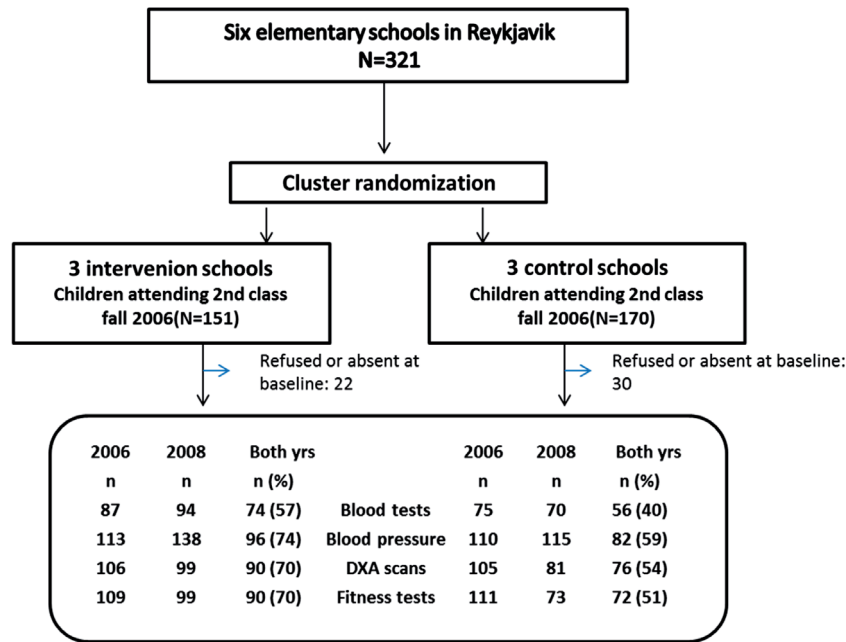 Six elementary schools in Reykjavik
N=321
Cluster randomization
3 intervenion schools
Children attending 2nd class
fall 2006(N=151)
3 control schools
Children attending 2nd class
fall 2006(N=170)
Refused or absent at
baseline: 22
Refused or absent at baseline:
30
2006 2008 Both yrs 2006 2008 Both yrs
n n n (%) n n n (%)
87 94 74 (57) Blood tests 75 70 56 (40)
113 138 96 (74) Blood pressure 110 115 82 (59)
106 99 90 (70) DXA scans 105 81 76 (54)
109 99 90 (70) Fitness tests 111 73 72 (51)